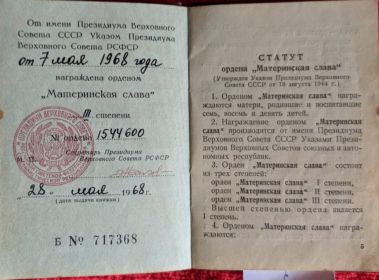 От имени Президиума Верховного
Совета СССР Указом Президиума
Верховного Совета РСФСР
от 7 мая 1968 года
награждена орденом
„Материнская слава"
III степени
№ ордена 1544600
М. П. Секретарь Президиума
Верховного Совета РСФСР
28 мая 1968 г.
(дата выдачи книжки)
Б № 717368
СТАТУТ
ордена „Материнская слава"
(Утвержден Указом Президиума Верховного
Совета СССР от 18 августа 1944 г.)
1. Орденом „Материнская слава"
награждаются матери, родившие и воспитавшие
семь, восемь и девять детей.
2. Награждение орденом „Материнская
слава" производится от имени Президиума
Верховного Совета СССР Указами Прези-
диумов Верховных Советов союзных и авто-
номных республик.
3. Орден „Материнская слава" состоит
из трех степеней:
орден „Материнская слава" I степени,
орден „Материнская слава" II степени,
орден „Материнская слава" III степени.
Высшей степенью ордена является
I степень.
4. Орденом „Материнская слава"
награждаются:
5